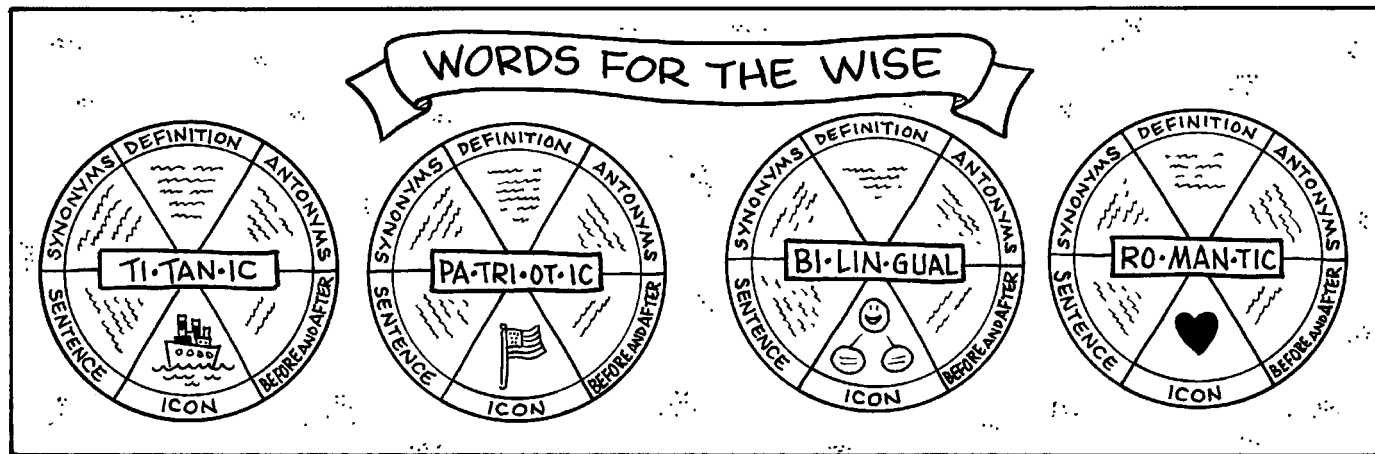 WORDS FOR THE WISE
SYNONYMS
DEFINITION
ANTONYMS
TI•TAN•IC
SENTENCE
ICON
BEFORE AND AFTER
SYNONYMS
DEFINITION
ANTONYMS
PA•TRI•OT•IC
SENTENCE
ICON
BEFORE AND AFTER
SYNONYMS
DEFINITION
ANTONYMS
BI•LIN•GUAL
SENTENCE
ICON
BEFORE AND AFTER
SYNONYMS
DEFINITION
ANTONYMS
RO•MAN•TIC
SENTENCE
ICON
BEFORE AND AFTER